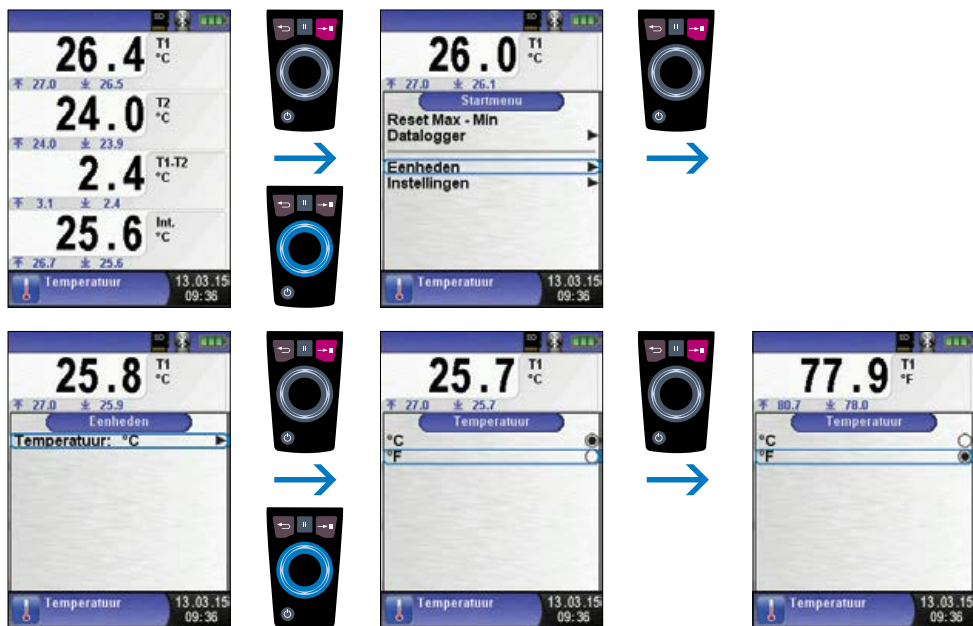 SD
26.4 T1 °C
27.0 26.5
24.0 T2 °C
24.0 23.9
2.4 T1-T2 °C
3.1 2.4
25.6 Int. °C
26.7 25.6
Temperatuur 13.03.15
09:36
SD
26.0 T1 °C
27.0 26.1
Startmenu
Reset Max - Min
Datalogger
Eenheden
Instellingen
Temperatuur 13.03.15
09:36
SD
25.8 T1 °C
27.0 25.9
Eenheden
Temperatuur: °C
Temperatuur 13.03.15
09:36
SD
25.7 T1 °C
27.0 25.7
Temperatuur
°C
°F
Temperatuur 13.03.15
09:36
SD
77.9 T1 °F
80.7 78.0
Temperatuur
°C
°F
Temperatuur 13.03.15
09:36